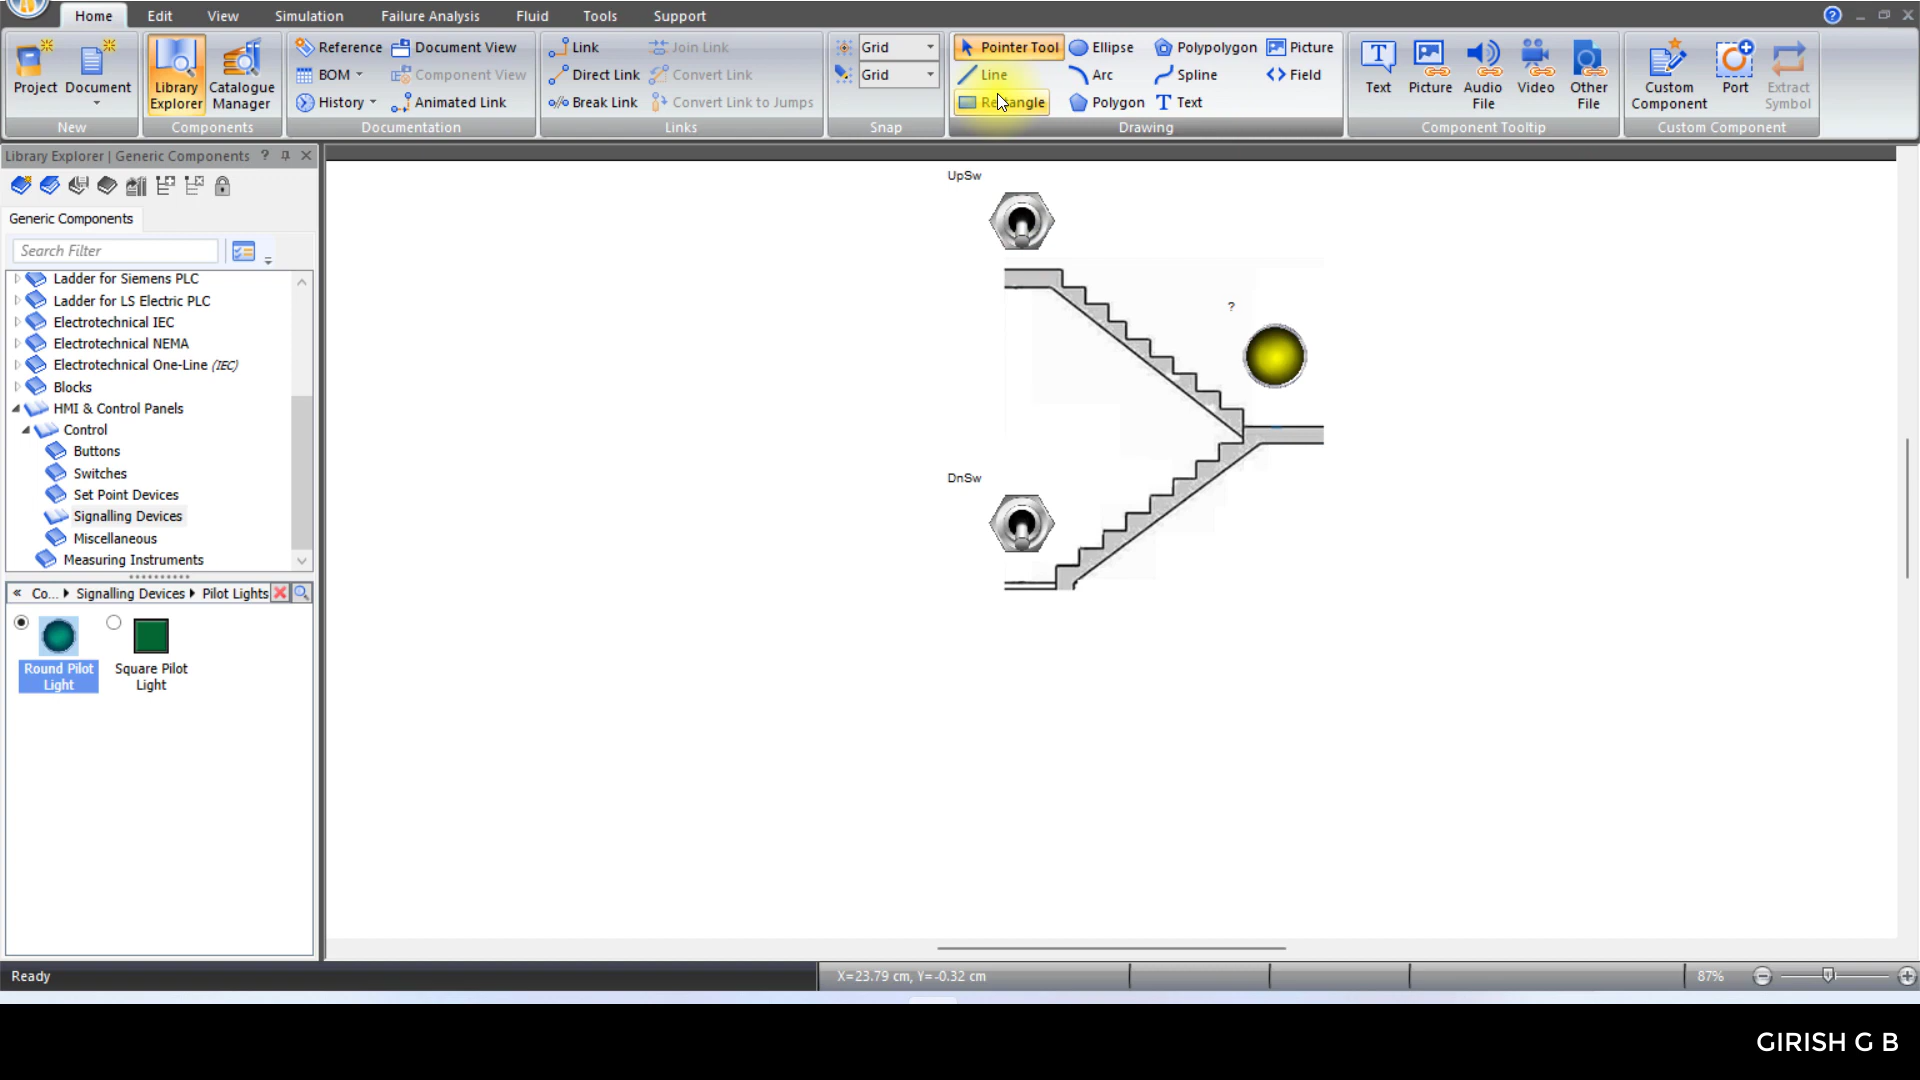 Home Edit View Simulation Failure Analysis Fluid Tools Support
Project Document
New
Library Explorer Catalogue Manager
Components
Reference Document View
BOM Component View
History Animated Link
Documentation
Link Join Link
Direct Link Convert Link
Break Link Convert Link to Jumps
Links
Grid
Grid
Snap
Pointer Tool Ellipse Polypolygon Picture
Line Arc Spline Field
Rectangle Polygon Text
Drawing
Text Picture Audio File Video Other File
Component Tooltip
Custom Component Port Extract Symbol
Custom Component
Library Explorer | Generic Components ?
Generic Components
Search Filter
Ladder for Siemens PLC
Ladder for LS Electric PLC
Electrotechnical IEC
Electrotechnical NEMA
Electrotechnical One-Line (IEC)
Blocks
HMI & Control Panels
Control
Buttons
Switches
Set Point Devices
Signalling Devices
Miscellaneous
Measuring Instruments
« Co... Signalling Devices Pilot Lights
Round Pilot Light
Square Pilot Light
UpSw
?
DnSw
Ready X=23.79 cm, Y=-0.32 cm 87%
GIRISH G B